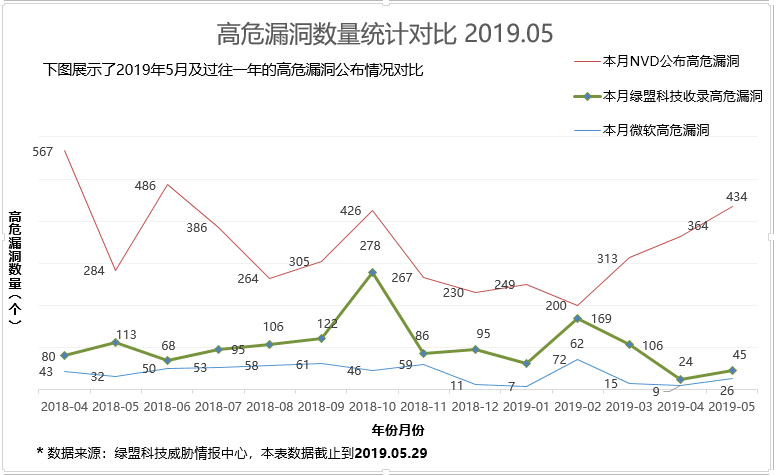 高危漏洞数量统计对比 2019.05
下图展示了2019年5月及过往一年的高危漏洞公布情况对比
本月NVD公布高危漏洞
本月绿盟科技收录高危漏洞
本月微软高危漏洞
高危漏洞数量（个）
567 284 486 386 264 305 426 267 230 249 200 313 364 434
80 113 68 95 106 122 278 86 95 62 169 106 24 45
43 32 50 53 58 61 46 59 11 7 72 15 9 26
2018-04 2018-05 2018-06 2018-07 2018-08 2018-09 2018-10 2018-11 2018-12 2019-01 2019-02 2019-03 2019-04 2019-05
年份月份
* 数据来源：绿盟科技威胁情报中心，本表数据截止到2019.05.29